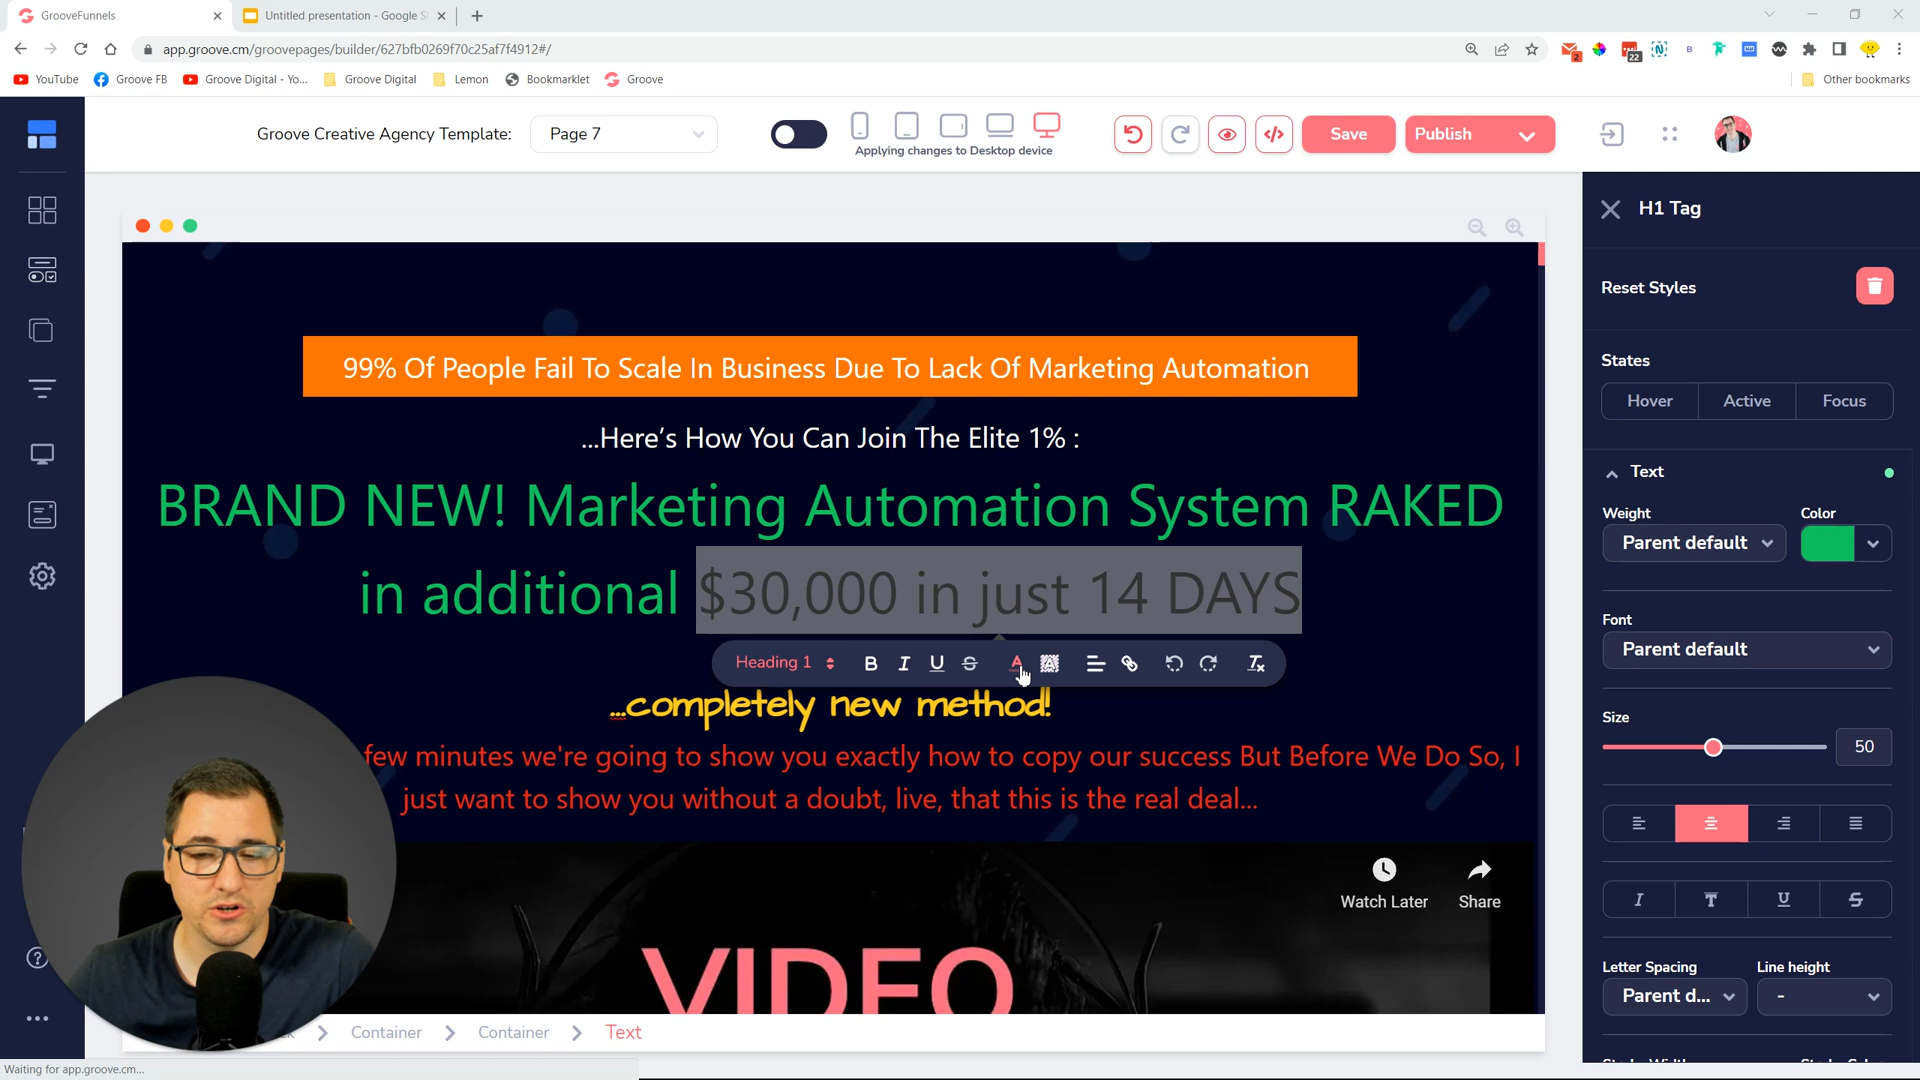 GrooveFunnels
Untitled presentation - Google Sl
app.groove.cm/groovepages/builder/627bfb0269f70c25af7f4912#/
2
22
B
YouTube
Groove FB
Groove Digital - Yo...
Groove Digital
Lemon
Bookmarklet
Groove
Other bookmarks
Groove Creative Agency Template:
Page 7
Applying changes to Desktop device
Save
Publish
H1 Tag
Reset Styles
States
Hover
Active
Focus
Text
Weight
Color
Parent default
Font
Parent default
Size
50
Letter Spacing
Line height
Parent d...
-
99% Of People Fail To Scale In Business Due To Lack Of Marketing Automation
...Here's How You Can Join The Elite 1% :
BRAND NEW! Marketing Automation System RAKED
in additional $30,000 in just 14 DAYS
Heading 1
B I U S A A
...completely new method!
few minutes we're going to show you exactly how to copy our success But Before We Do So, I
just want to show you without a doubt, live, that this is the real deal...
Watch Later
Share
VIDEO
Container
Container
Text
Waiting for app.groove.cm...